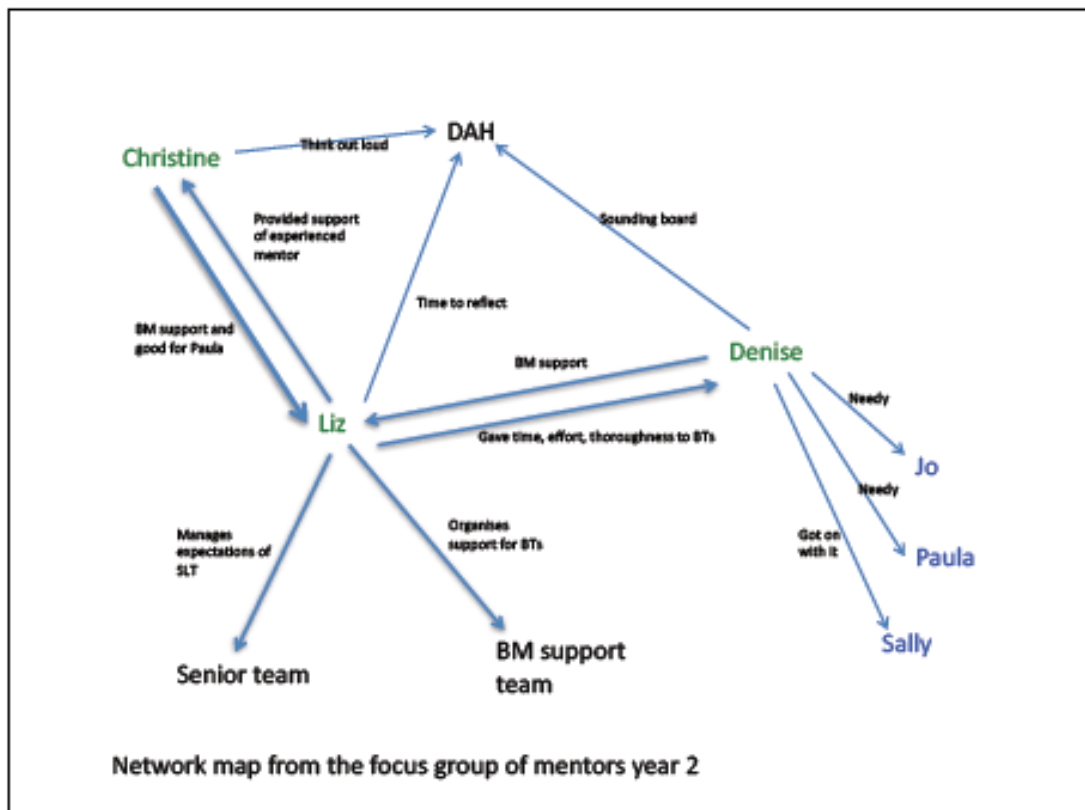 DAH
Think out loud
Christine
Provided support
of experienced
mentor
Sounding board
Time to reflect
BM support and
good for Paula
Denise
BM support
Needy
Liz
Gave time, effort, thoroughness to BTs
Jo
Needy
Manages
expectations of
SLT
Organises
support for BTs
Got on
with it
Paula
Sally
Senior team
BM support
team
Network map from the focus group of mentors year 2